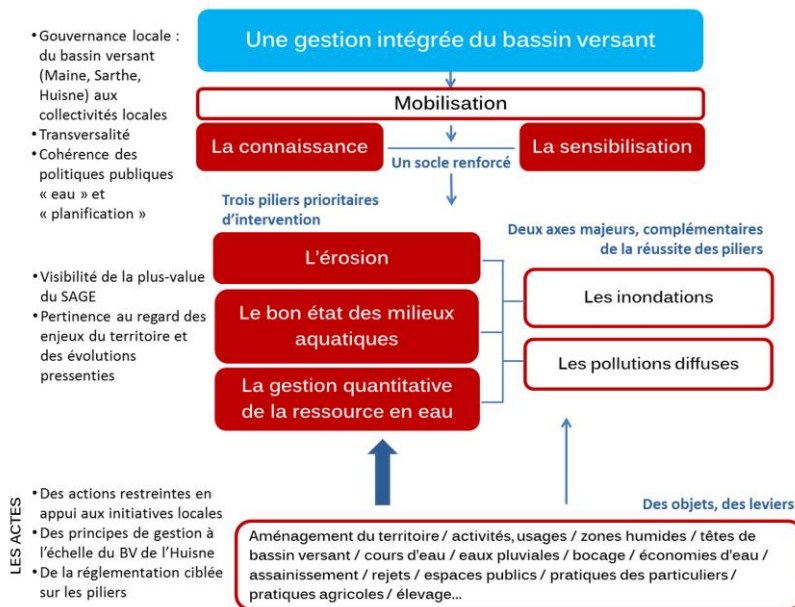 Une gestion intégrée du bassin versant
• Gouvernance locale :
du bassin versant
(Maine, Sarthe,
Huisne) aux
collectivités locales
• Transversalité
• Cohérence des
politiques publiques
« eau » et
« planification »
Mobilisation
La connaissance
Un socle renforcé
La sensibilisation
Trois piliers prioritaires
d'intervention
Deux axes majeurs, complémentaires
de la réussite des piliers
• Visibilité de la plus-value
du SAGE
• Pertinence au regard des
enjeux du territoire et
des évolutions
pressenties
L'érosion
Le bon état des milieux
aquatiques
La gestion quantitative
de la ressource en eau
Les inondations
Les pollutions diffuses
LES ACTES
• Des actions restreintes en
appui aux initiatives locales
• Des principes de gestion à
l'échelle du BV de l'Huisne
• De la réglementation ciblée
sur les piliers
Des objets, des leviers
Aménagement du territoire / activités, usages / zones humides / têtes de
bassin versant / cours d'eau / eaux pluviales / bocage / économies d'eau /
assainissement / rejets / espaces publics / pratiques des particuliers /
pratiques agricoles / élevage...